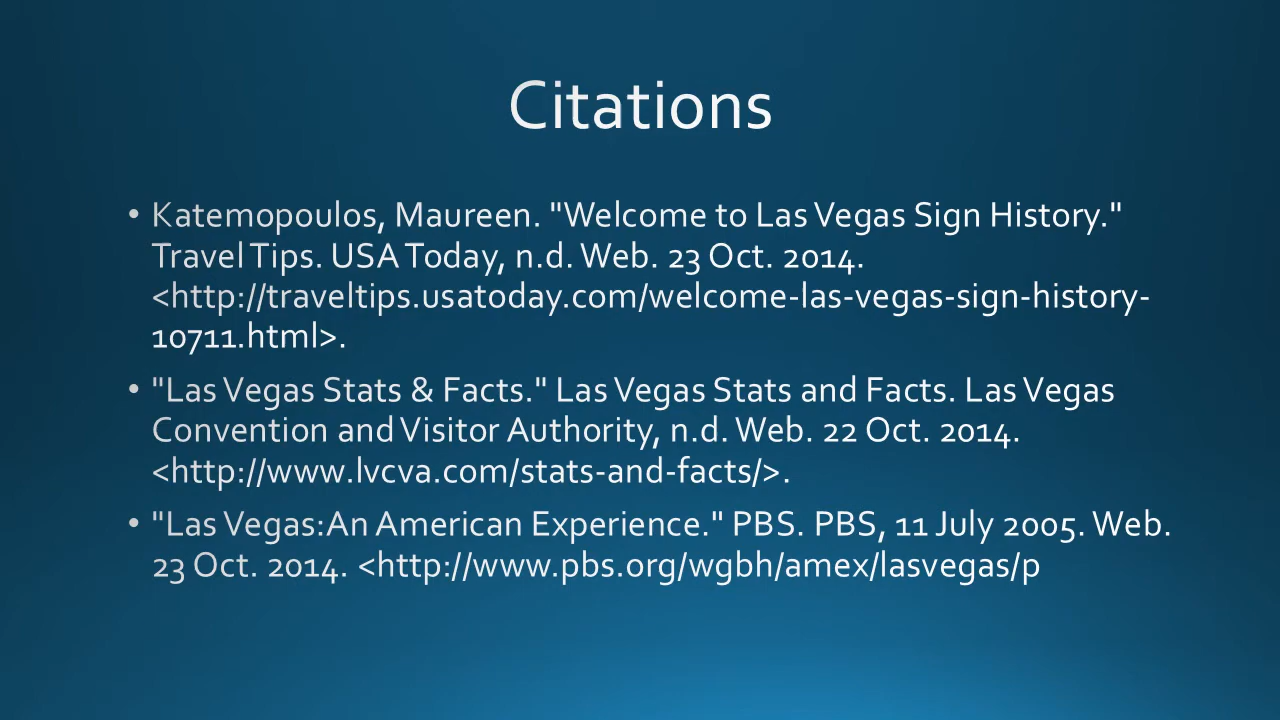 Citations
• Katemopoulos, Maureen. "Welcome to Las Vegas Sign History."
Travel Tips. USA Today, n.d. Web. 23 Oct. 2014.
<http://traveltips.usatoday.com/welcome-las-vegas-sign-history-
10711.html>.
• "Las Vegas Stats & Facts." Las Vegas Stats and Facts. Las Vegas
Convention and Visitor Authority, n.d. Web. 22 Oct. 2014.
<http://www.lvcva.com/stats-and-facts/>.
• "Las Vegas:An American Experience." PBS. PBS, 11 July 2005. Web.
23 Oct. 2014. <http://www.pbs.org/wgbh/amex/lasvegas/p